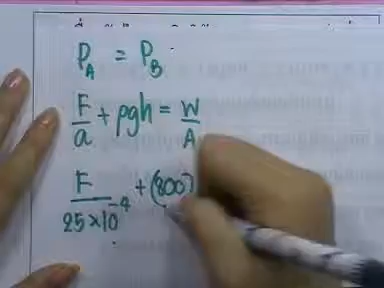 P_A = P_B
F/a + ρgh = W/A
F/25×10⁻⁴ + (800)